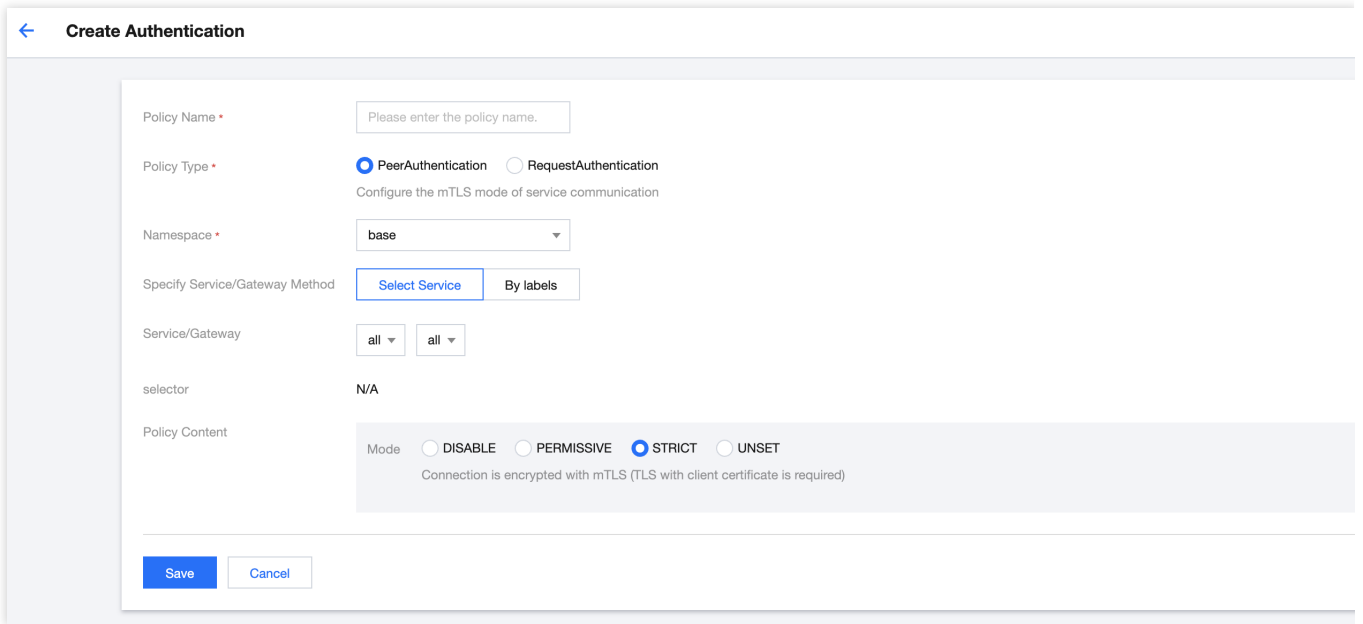 Create Authentication
Policy Name *
Please enter the policy name.
Policy Type *
PeerAuthentication RequestAuthentication
Configure the mTLS mode of service communication
Namespace *
base
Specify Service/Gateway Method
Select Service By labels
Service/Gateway
all all
selector
N/A
Policy Content
Mode DISABLE PERMISSIVE STRICT UNSET
Connection is encrypted with mTLS (TLS with client certificate is required)
Save Cancel